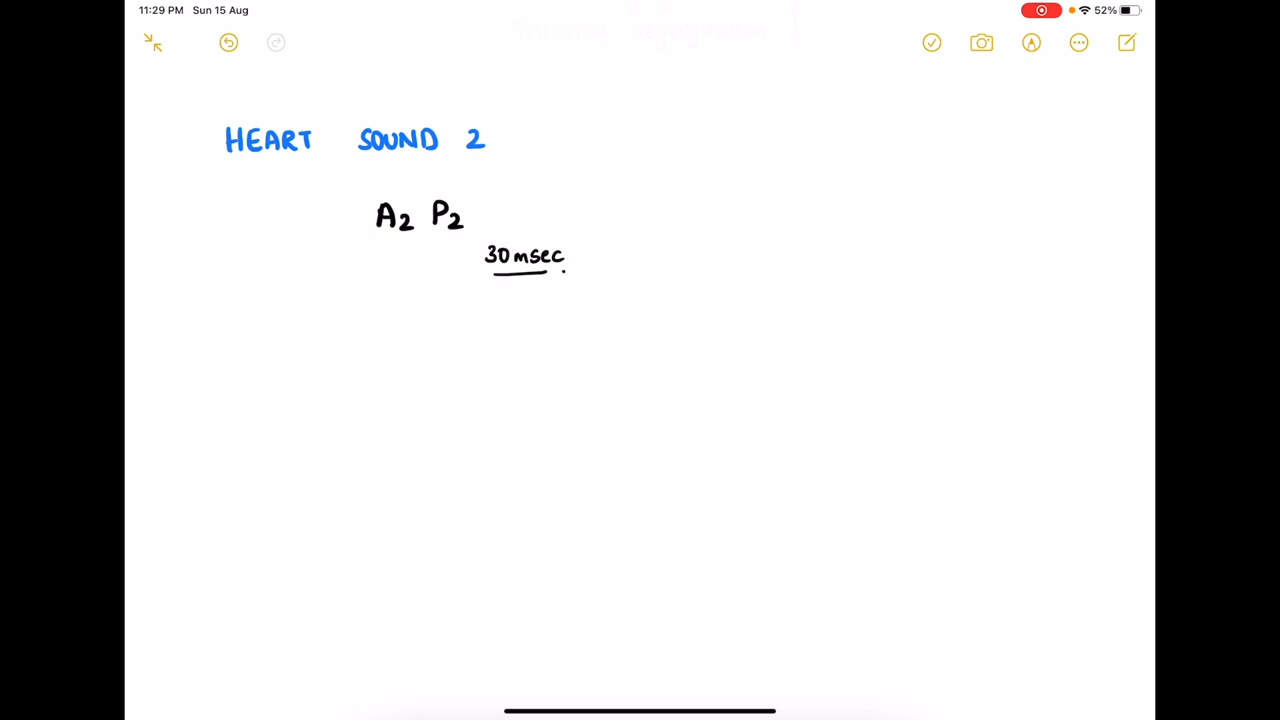 11:29 PM Sun 15 Aug 52%
HEART SOUND 2
A₂ P₂
30 msec